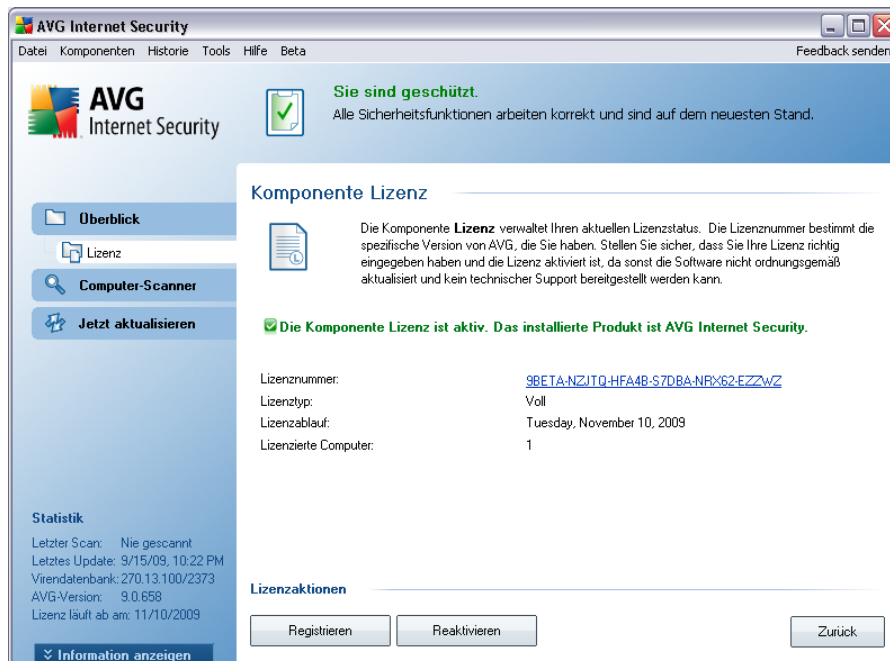 AVG Internet Security
Datei Komponenten Historie Tools Hilfe Beta
Feedback senden
AVG
Internet Security
Sie sind geschützt.
Alle Sicherheitsfunktionen arbeiten korrekt und sind auf dem neuesten Stand.
Überblick
Lizenz
Computer-Scanner
Jetzt aktualisieren
Statistik
Letzter Scan: Nie gescannt
Letztes Update: 9/15/09, 10:22 PM
Virendatenbank: 270.13.100/2373
AVG-Version: 9.0.658
Lizenz läuft ab am: 11/10/2009
Information anzeigen
Komponente Lizenz
Die Komponente Lizenz verwaltet Ihren aktuellen Lizenzstatus. Die Lizenznummer bestimmt die
spezifische Version von AVG, die Sie haben. Stellen Sie sicher, dass Sie Ihre Lizenz richtig
eingegeben haben und die Lizenz aktiviert ist, da sonst die Software nicht ordnungsgemäß
aktualisiert und kein technischer Support bereitgestellt werden kann.
Die Komponente Lizenz ist aktiv. Das installierte Produkt ist AVG Internet Security.
Lizenznummer: 9BETA-NZJTQ-HFA4B-S7DBA-NRX62-EZZWZ
Lizenztyp: Voll
Lizenzablauf: Tuesday, November 10, 2009
Lizenzierte Computer: 1
Lizenzaktionen
Registrieren
Reaktivieren
Zurück